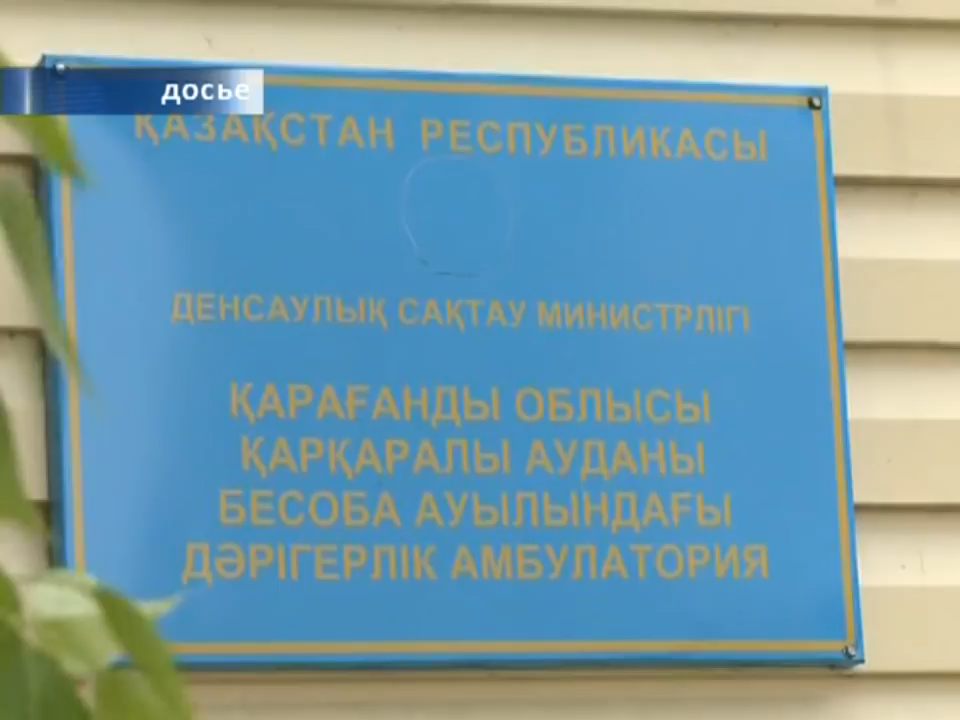 досье
ҚАЗАҚСТАН РЕСПУБЛИКАСЫ
ДЕНСАУЛЫҚ САҚТАУ МИНИСТРЛІГІ
ҚАРАҒАНДЫ ОБЛЫСЫ
ҚАРҚАРАЛЫ АУДАНЫ
БЕСОБА АУЫЛЫНДАҒЫ
ДӘРІГЕРЛІК АМБУЛАТОРИЯ